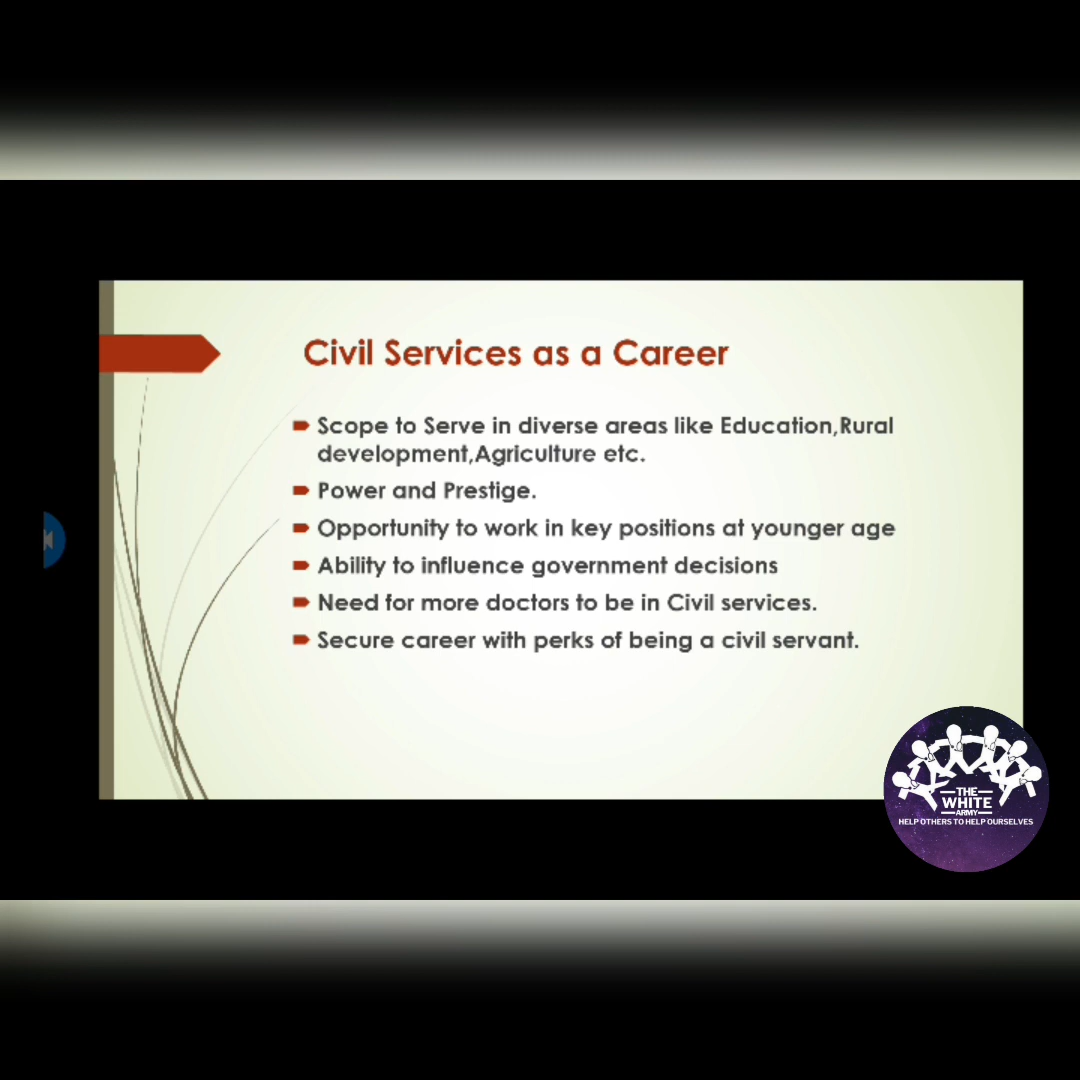 Civil Services as a Career
Scope to Serve in diverse areas like Education,Rural
development,Agriculture etc.
Power and Prestige.
Opportunity to work in key positions at younger age
Ability to influence government decisions
Need for more doctors to be in Civil services.
Secure career with perks of being a civil servant.
THE
WHITE
ARMY
HELP OTHERS TO HELP OURSELVES